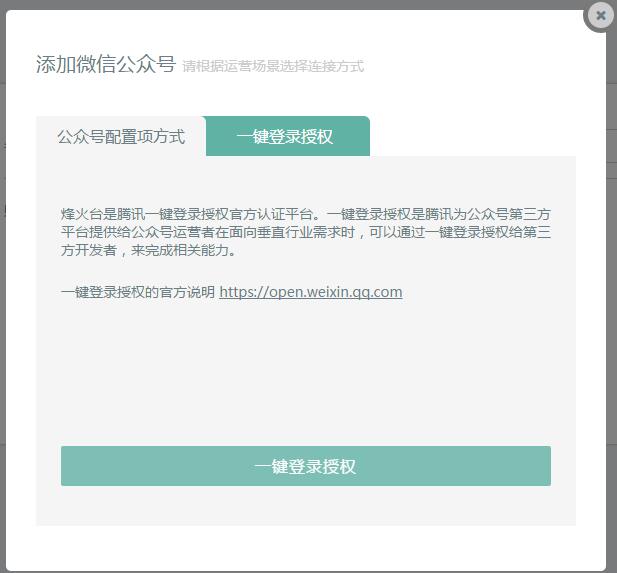 添加微信公众号 请根据运营场景选择连接方式
公众号配置项方式 一键登录授权
烽火台是腾讯一键登录授权官方认证平台。一键登录授权是腾讯为公众号第三方
平台提供给公众号运营者在面向垂直行业需求时，可以通过一键登录授权给第三
方开发者，来完成相关能力。
一键登录授权的官方说明 https://open.weixin.qq.com
一键登录授权